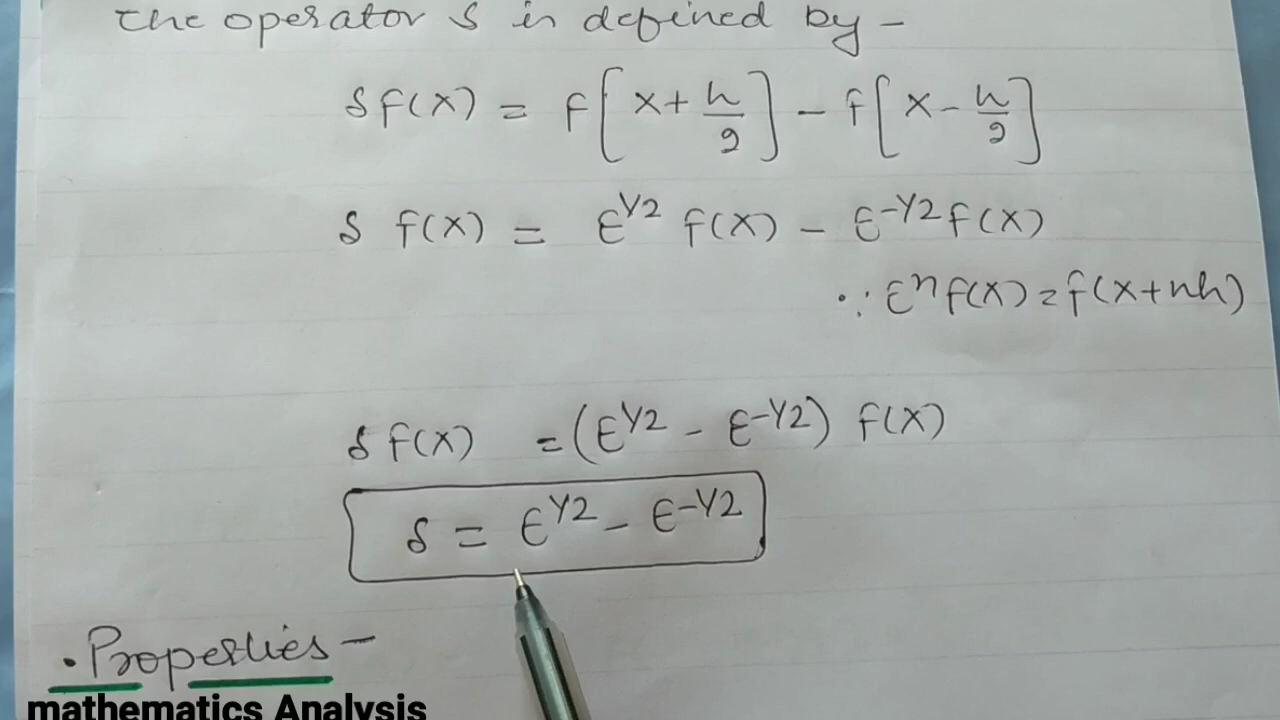 the operator δ is defined by -
δ f(x) = f[x + h/2] - f[x - h/2]
δ f(x) = E^1/2 f(x) - E^-1/2 f(x)
∵ E^n f(x) = f(x+nh)
δ f(x) = (E^1/2 - E^-1/2) f(x)
δ = E^1/2 - E^-1/2
• Properties -
mathematics Analysis